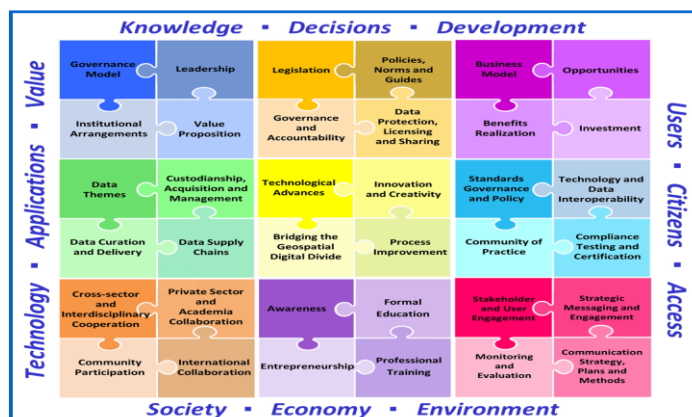 Knowledge ▪ Decisions ▪ Development
Technology ▪ Applications ▪ Value
Governance
Model
Leadership
Institutional
Arrangements
Value
Proposition
Legislation
Policies,
Norms and
Guides
Governance
and
Accountability
Data
Protection,
Licensing
and Sharing
Business
Model
Opportunities
Benefits
Realization
Investment
Data
Themes
Custodianship,
Acquisition and
Management
Data Curation
and Delivery
Data Supply
Chains
Technological
Advances
Innovation
and Creativity
Bridging the
Geospatial
Digital Divide
Process
Improvement
Standards
Governance
and Policy
Technology and
Data
Interoperability
Community of
Practice
Compliance
Testing and
Certification
Cross-sector
and
Interdisciplinary
Cooperation
Private Sector
and
Academia
Collaboration
Community
Participation
International
Collaboration
Awareness
Formal
Education
Entrepreneurship
Professional
Training
Stakeholder
and User
Engagement
Strategic
Messaging and
Engagement
Monitoring
and
Evaluation
Communication
Strategy,
Plans and
Methods
Users ▪ Citizens ▪ Access
Society ▪ Economy ▪ Environment